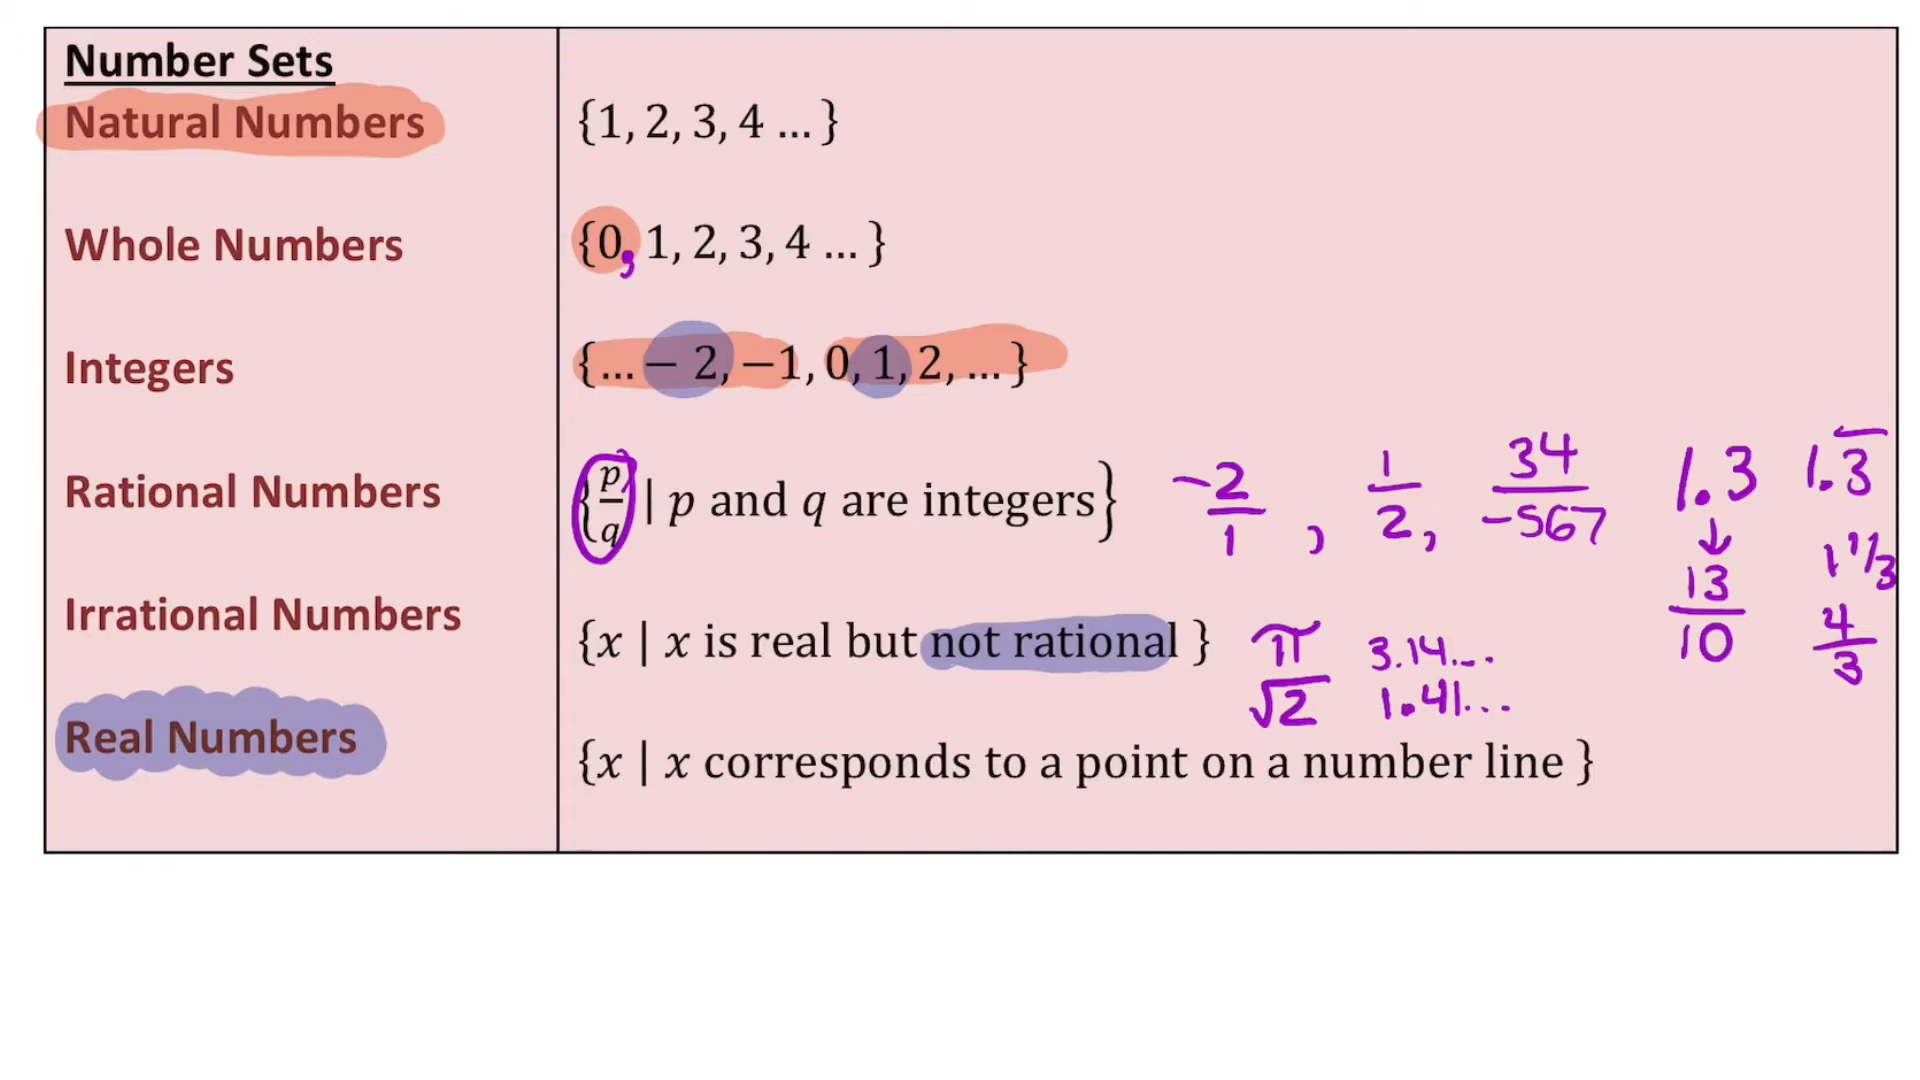 Number Sets
Natural Numbers {1, 2, 3, 4 … }
Whole Numbers {0, 1, 2, 3, 4 … }
Integers {… − 2, −1, 0, 1, 2, … }
Rational Numbers {p/q | p and q are integers} -2/1 , 1/2 , 34/-567 1.3 ↓ 13/10 1.3̅ 1 1/3 4/3
Irrational Numbers {x | x is real but not rational } π 3.14... √2 1.41...
Real Numbers {x | x corresponds to a point on a number line }